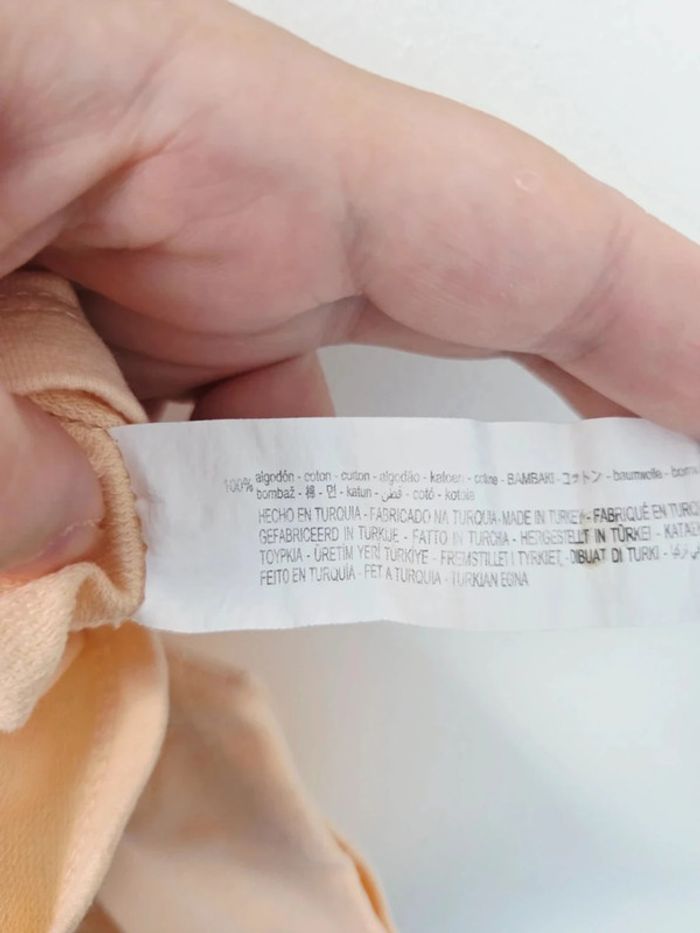 100% algodón - coton - cotton - algodão - katoen - cotone - BAMBAKI - コットン - baumwolle -
bombaž - 棉 - 면 - katun - قطن - cotó - kotoia
HECHO EN TURQUIA - FABRICADO NA TURQUIA - MADE IN TURKEY - FABRIQUÉ EN
GEFABRICEERD IN TURKIJE - FATTO IN TURCHIA - HERGESTELLT IN TÜRKEI -
ΤΟΥΡΚΙΑ - ÜRETİM YERİ TÜRKİYE - FREMSTILLET I TYRKIET - DIBUAT DI TURKI -
FEITO EN TURQUÍA - FET A TURQUIA - TURKIAN EGINA